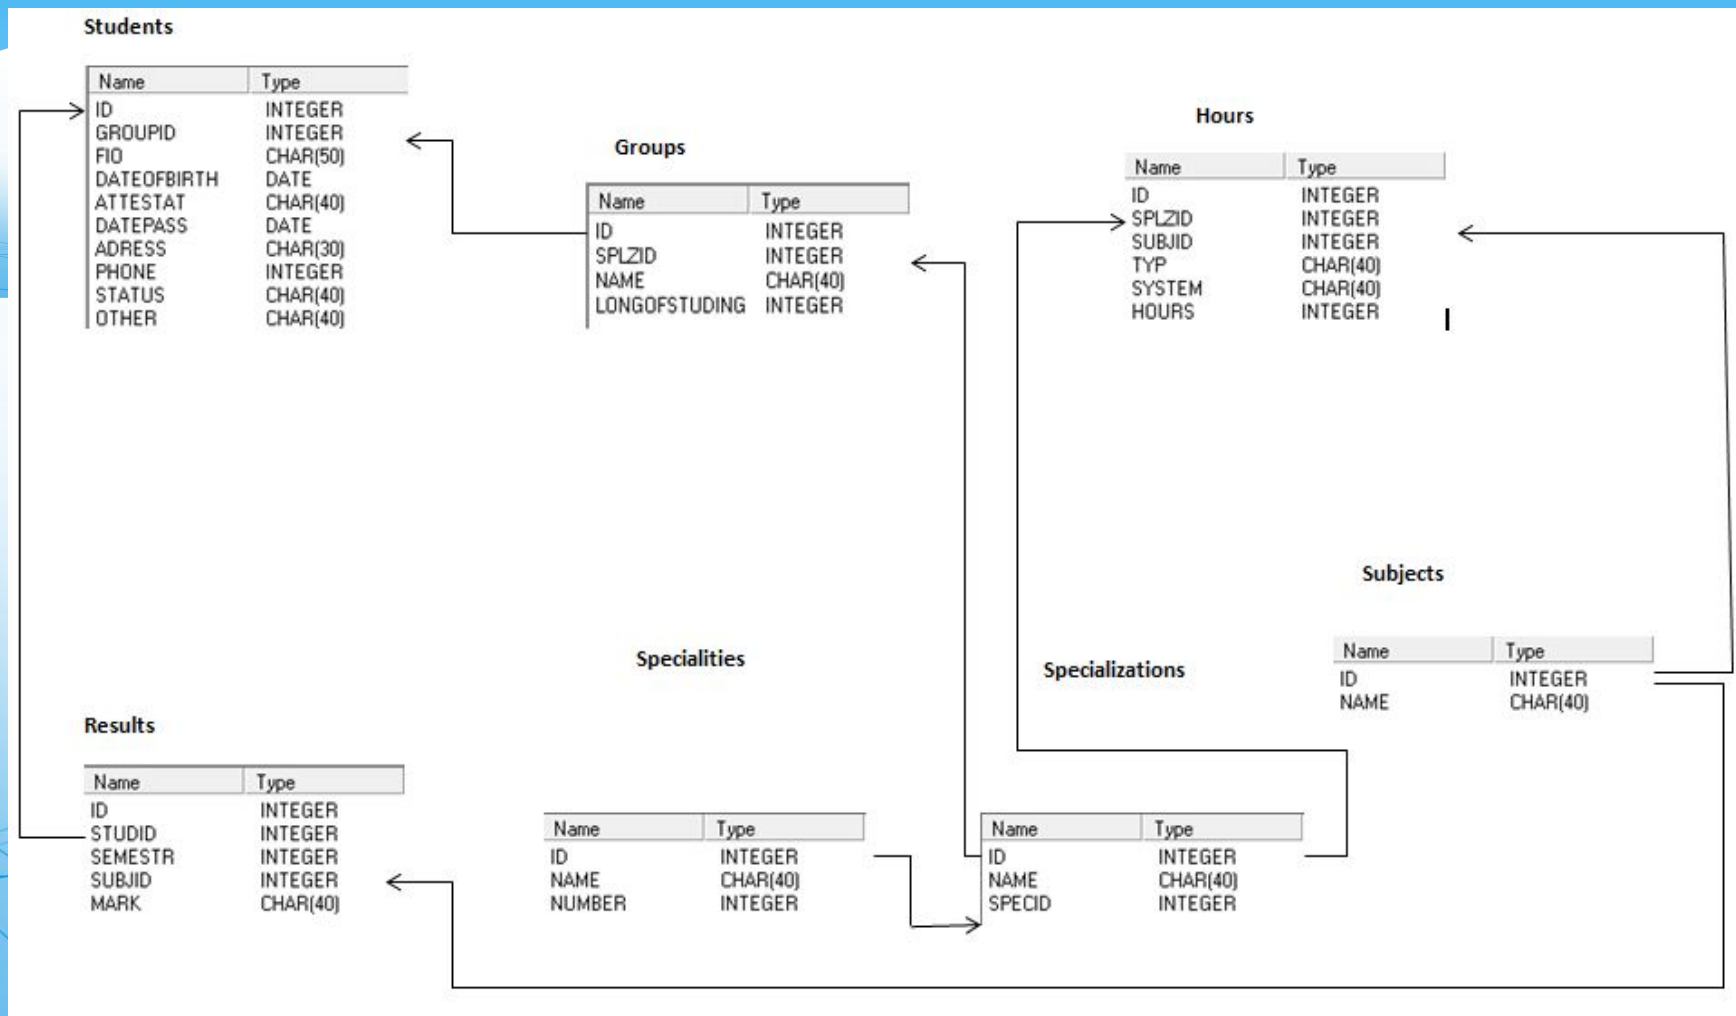 Students
Name Type
ID INTEGER
GROUPID INTEGER
FIO CHAR(50)
DATEOFBIRTH DATE
ATTESTAT CHAR(40)
DATEPASS DATE
ADRESS CHAR(30)
PHONE INTEGER
STATUS CHAR(40)
OTHER CHAR(40)
Groups
Name Type
ID INTEGER
SPLZID INTEGER
NAME CHAR(40)
LONGOFSTUDING INTEGER
Hours
Name Type
ID INTEGER
SPLZID INTEGER
SUBJID INTEGER
TYP CHAR(40)
SYSTEM CHAR(40)
HOURS INTEGER
Subjects
Name Type
ID INTEGER
NAME CHAR(40)
Results
Name Type
ID INTEGER
STUDID INTEGER
SEMESTR INTEGER
SUBJID INTEGER
MARK CHAR(40)
Specialities
Name Type
ID INTEGER
NAME CHAR(40)
NUMBER INTEGER
Specializations
Name Type
ID INTEGER
NAME CHAR(40)
SPECID INTEGER